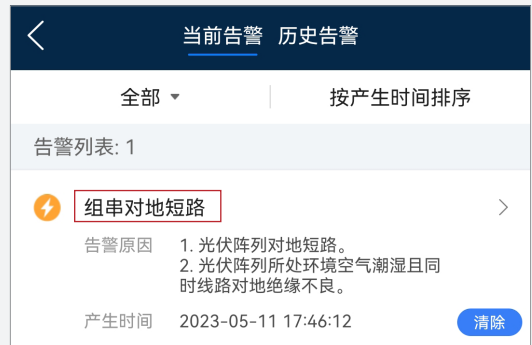 当前告警 历史告警
全部 按产生时间排序
告警列表: 1
组串对地短路
告警原因 1. 光伏阵列对地短路。
2. 光伏阵列所处环境空气潮湿且同
时线路对地绝缘不良。
产生时间 2023-05-11 17:46:12 清除